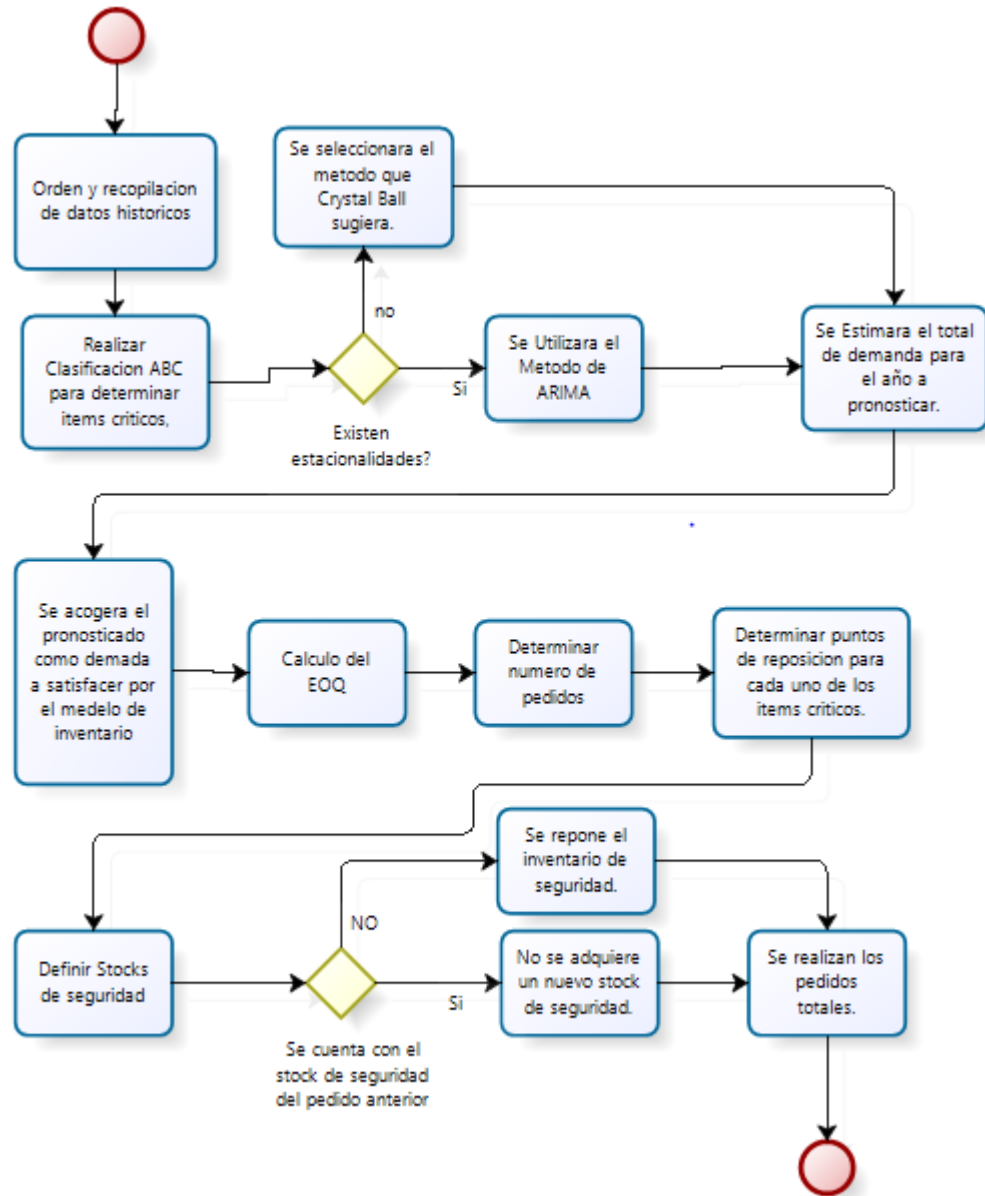 Orden y recopilacion
de datos historicos
Se seleccionara el
metodo que
Crystal Ball
sugiera.
Realizar
Clasificacion ABC
para determinar
items criticos,
no
Si
Existen
estacionalidades?
Se Utilizara el
Metodo de
ARIMA
Se Estimara el total
de demanda para
el año a
pronosticar.
Se acogera el
pronosticado
como demada
a satisfacer por
el medelo de
inventario
Calculo del
EOQ
Determinar
numero de
pedidos
Determinar puntos
de reposicion para
cada uno de los
items criticos.
Definir Stocks
de seguridad
NO
Si
Se cuenta con el
stock de seguridad
del pedido anterior
Se repone el
inventario de
seguridad.
No se adquiere
un nuevo stock
de seguridad.
Se realizan los
pedidos
totales.